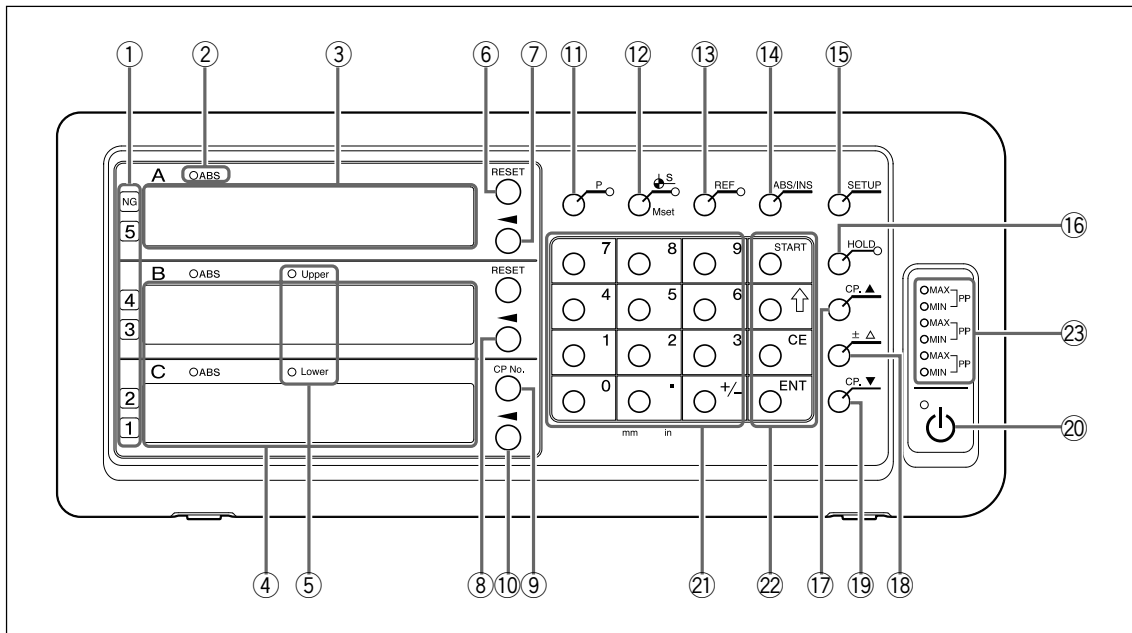 ① ② ③ ⑥ ⑦ ⑪ ⑫ ⑬ ⑭ ⑮
A ABS RESET P S REF ABS/INS SETUP
NG Mset
5 ⑯
HOLD
7 8 9 START
B ABS Upper RESET
CP. ▲ MAX PP
4 4 5 6 ⇧ MIN
3 MAX PP ㉓
± △ MIN
1 2 3 CE MAX PP
C ABS Lower CP No. MIN
2 0 . +/_ ENT CP. ▼
1 ⑳
mm in
④ ⑤ ⑧ ⑩ ⑨ ㉑ ㉒ ⑰ ⑲ ⑱